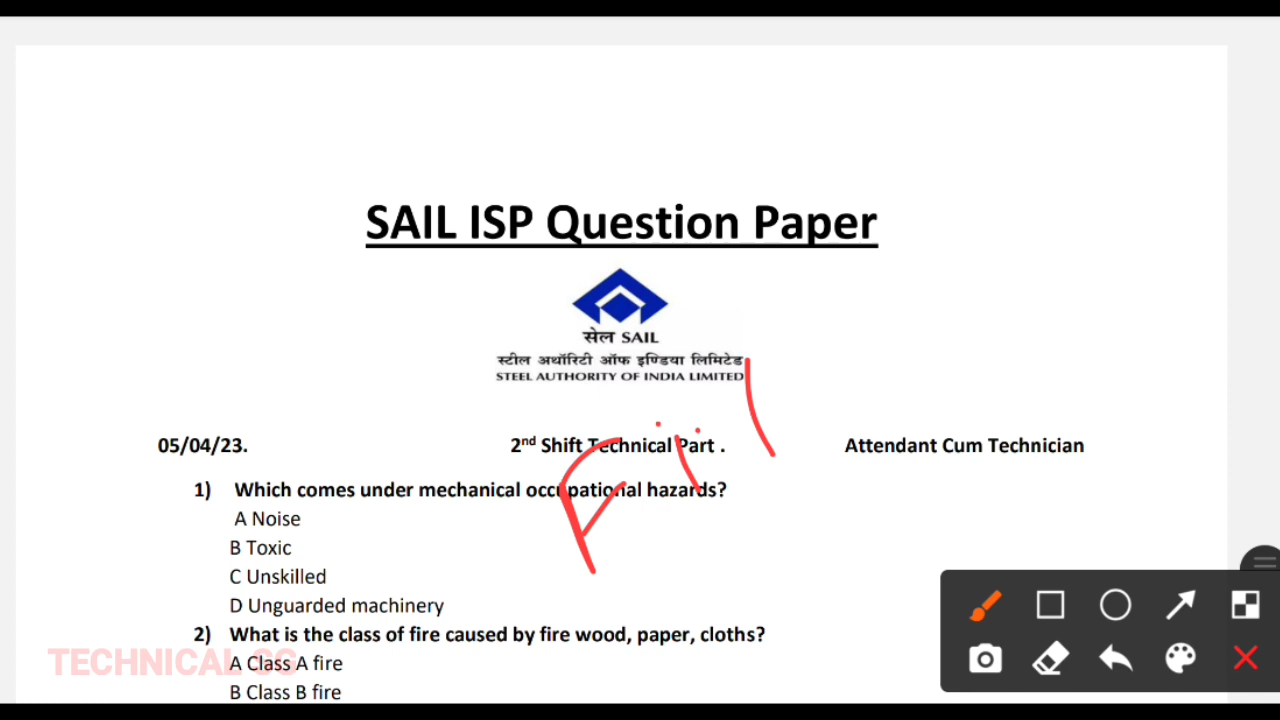 SAIL ISP Question Paper
सेल SAIL
स्टील अथॉरिटी ऑफ इण्डिया लिमिटेड
STEEL AUTHORITY OF INDIA LIMITED
05/04/23. 2nd Shift Technical Part . Attendant Cum Technician
1) Which comes under mechanical occupational hazards?
A Noise
B Toxic
C Unskilled
D Unguarded machinery
2) What is the class of fire caused by fire wood, paper, cloths?
TECHNICAL
A Class A fire
B Class B fire